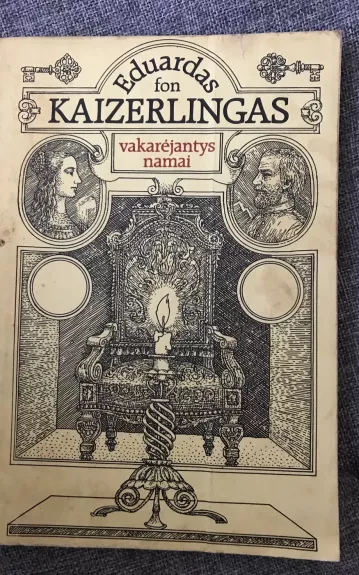 Eduardas
fon
KAIZERLINGAS
vakarėjantys
namai